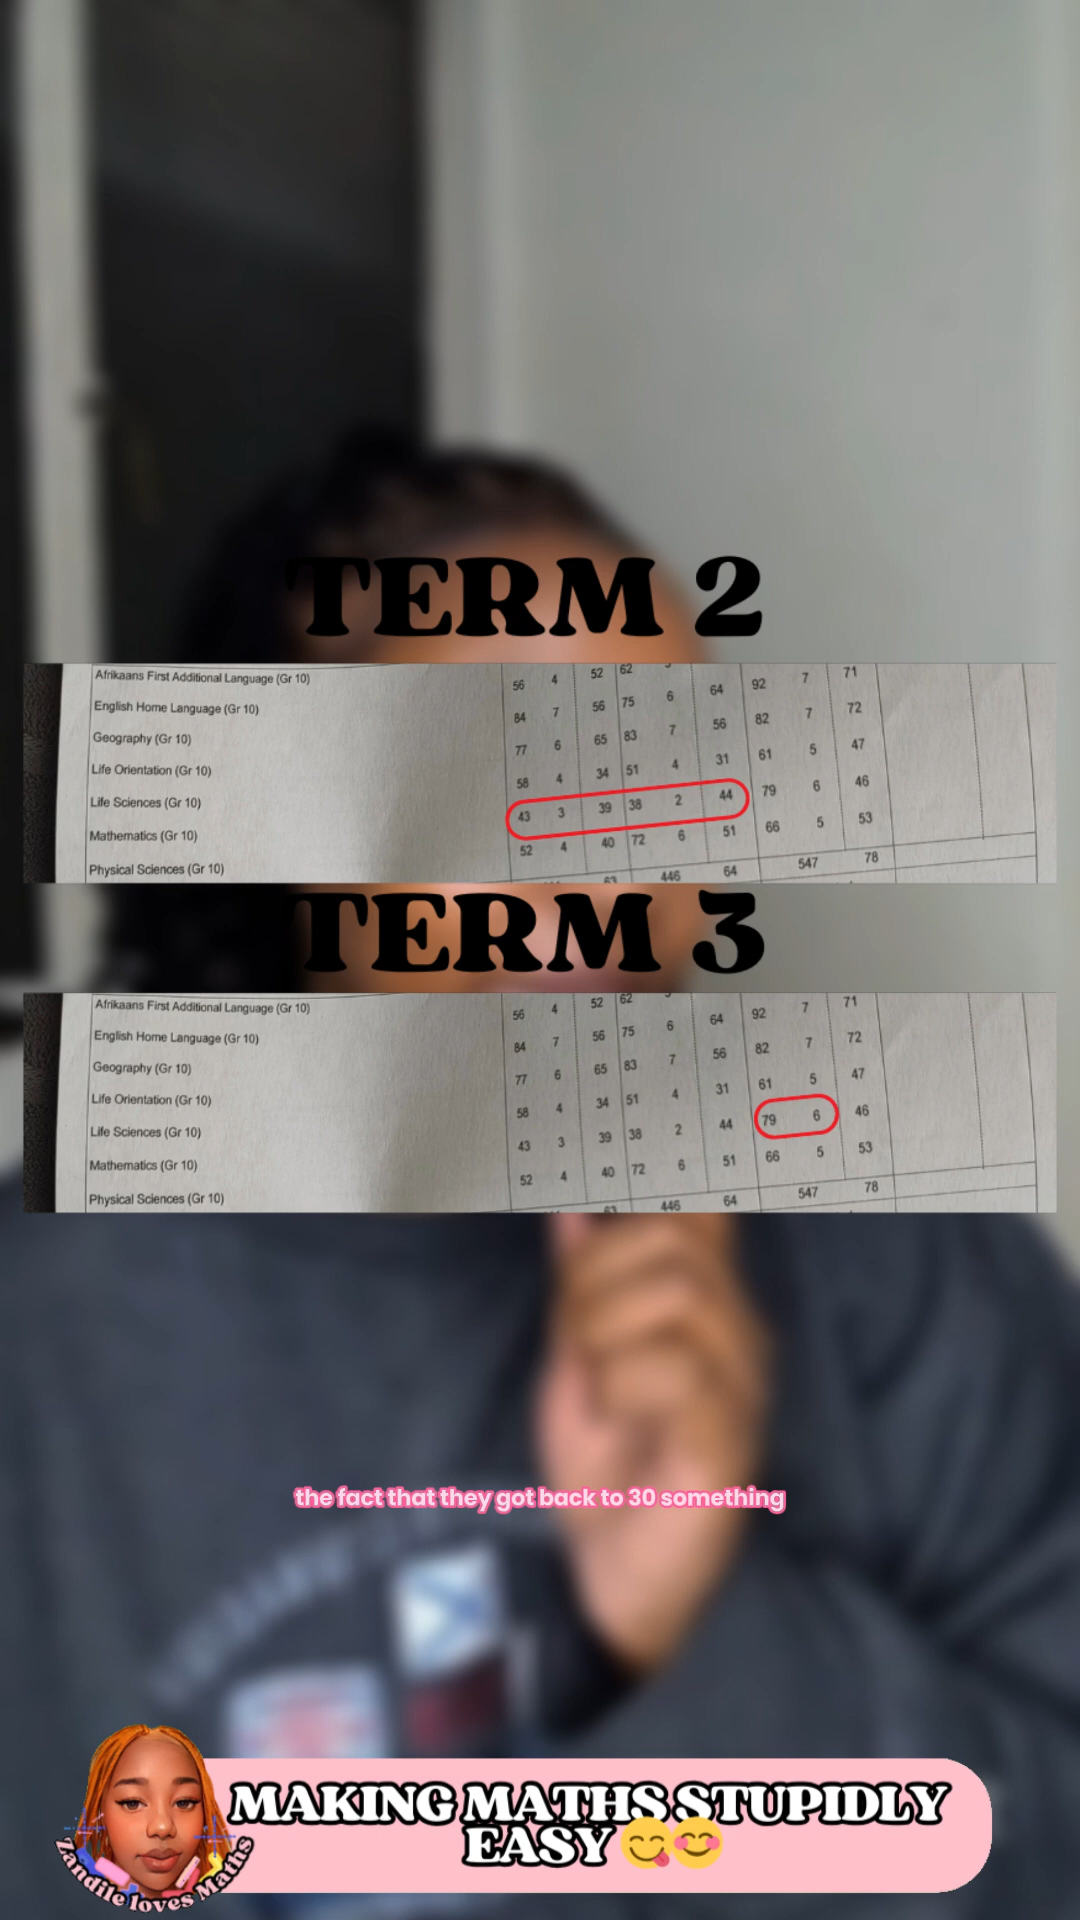 TERM 2
Afrikaans First Additional Language (Gr 10) 56 4 52 62 64 92 7 71
English Home Language (Gr 10) 84 7 56 75 6 56 82 7 72
Geography (Gr 10) 77 6 65 83 7 31 61 5 47
Life Orientation (Gr 10) 58 4 34 51 4 44 79 6 46
Life Sciences (Gr 10) 43 3 39 38 2 51 66 5 53
Mathematics (Gr 10) 52 4 40 72 6 64 547 78
Physical Sciences (Gr 10) 63 446
TERM 3
Afrikaans First Additional Language (Gr 10) 56 4 52 62 64 92 7 71
English Home Language (Gr 10) 84 7 56 75 6 56 82 7 72
Geography (Gr 10) 77 6 65 83 7 31 61 5 47
Life Orientation (Gr 10) 58 4 34 51 4 44 79 6 46
Life Sciences (Gr 10) 43 3 39 38 2 51 66 5 53
Mathematics (Gr 10) 52 4 40 72 6 64 547 78
Physical Sciences (Gr 10) 63 446
the fact that they got back to 30 something
MAKING MATHS STUPIDLY
EASY 😋😊
Zandile loves Maths